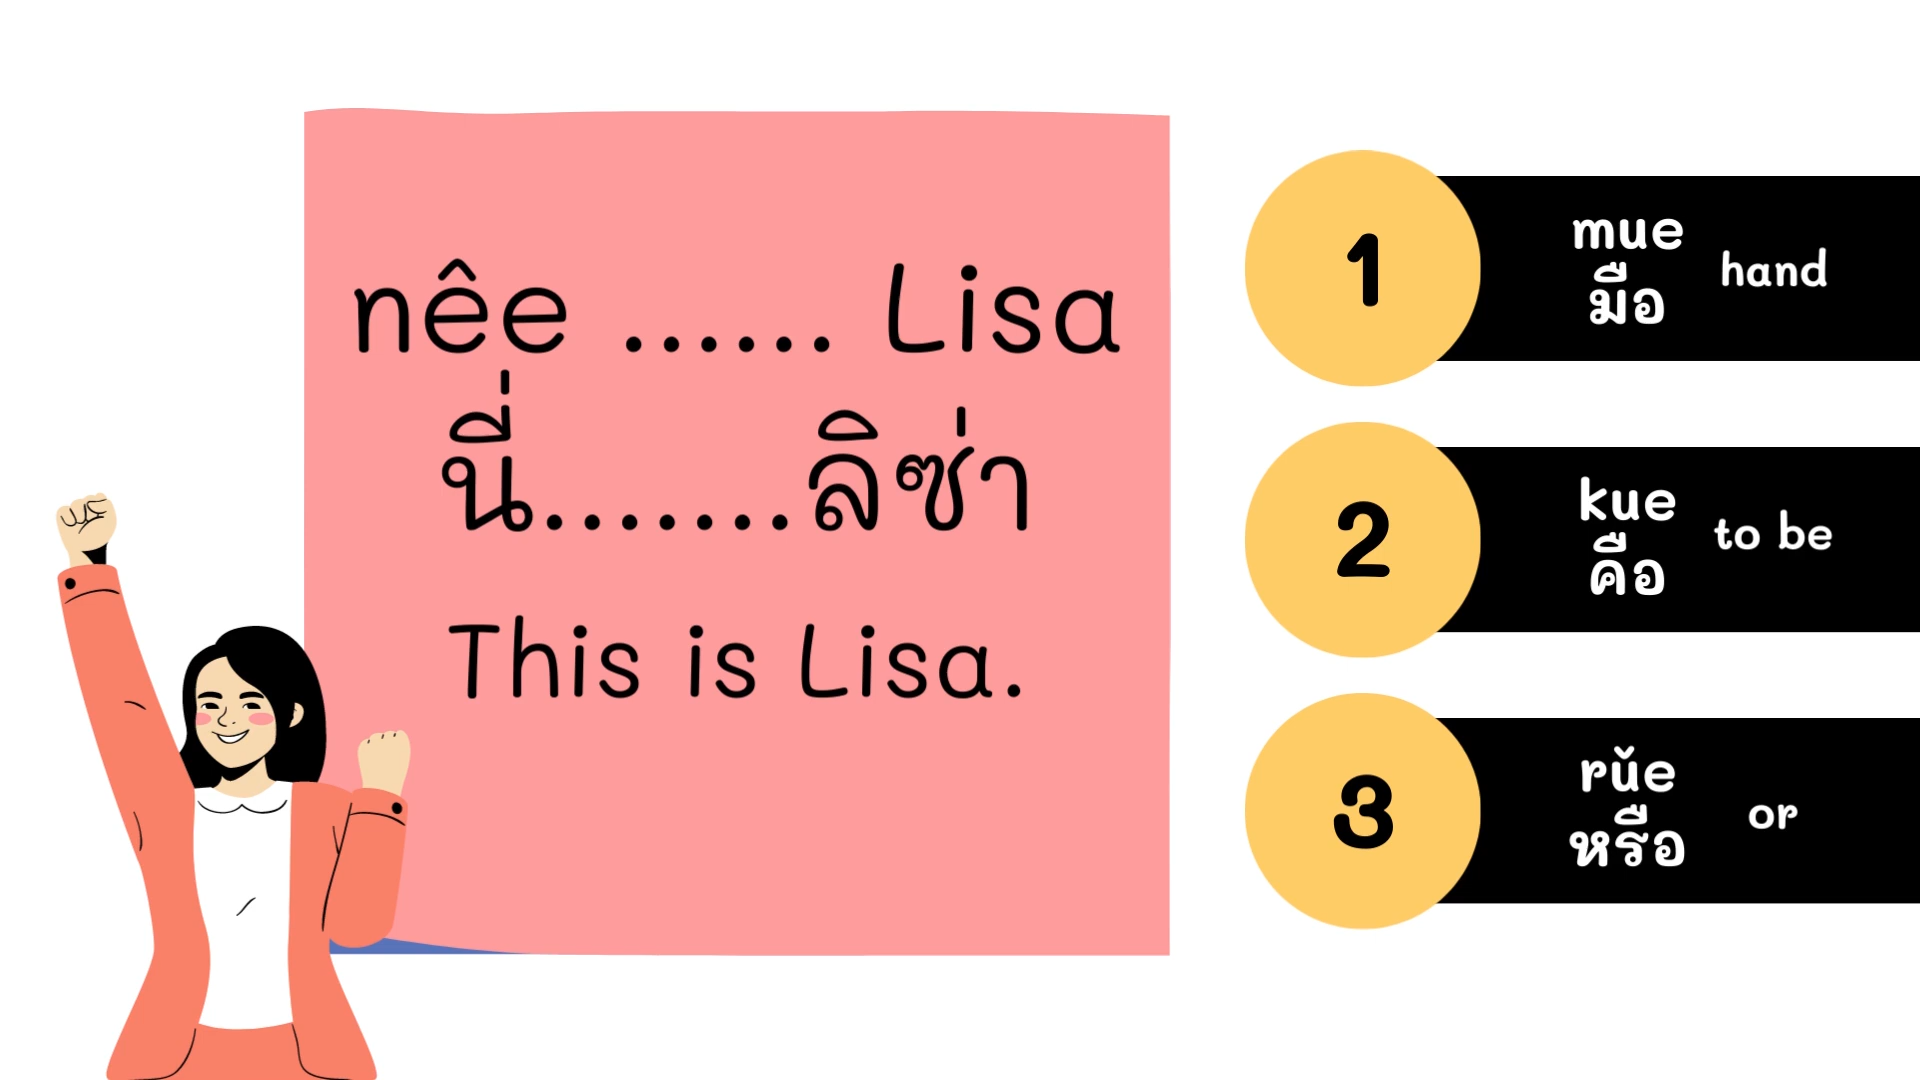 nêe ...... Lisa
นี่.......ลิซ่า
This is Lisa.
1
mue
มือ
hand
2
kue
คือ
to be
3
rǔe
หรือ
or